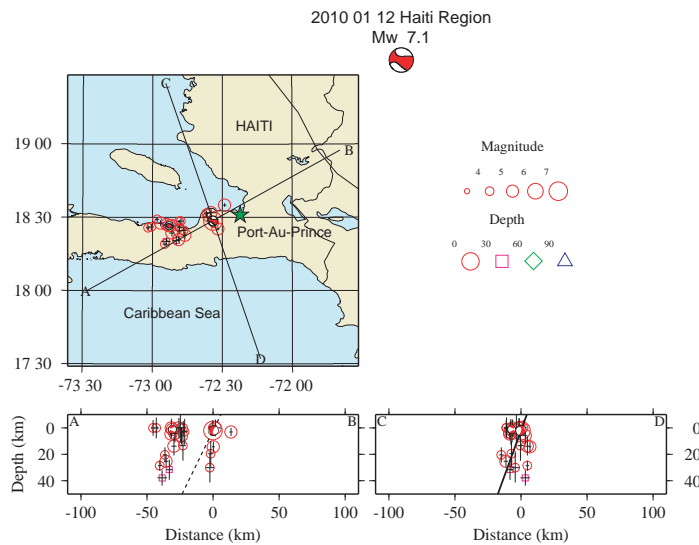 2010 01 12 Haiti Region
Mw 7.1
C
HAITI
B
19 00
18 30
Port-Au-Prince
18 00
A
Caribbean Sea
D
17 30
-73 30 -73 00 -72 30 -72 00
Magnitude
4 5 6 7
Depth
0 30 60 90
A B C D
Depth (km)
0 0 0
20 20 20
40 40 40
-100 -50 0 50 100 -100 -50 0 50 100
Distance (km) Distance (km)